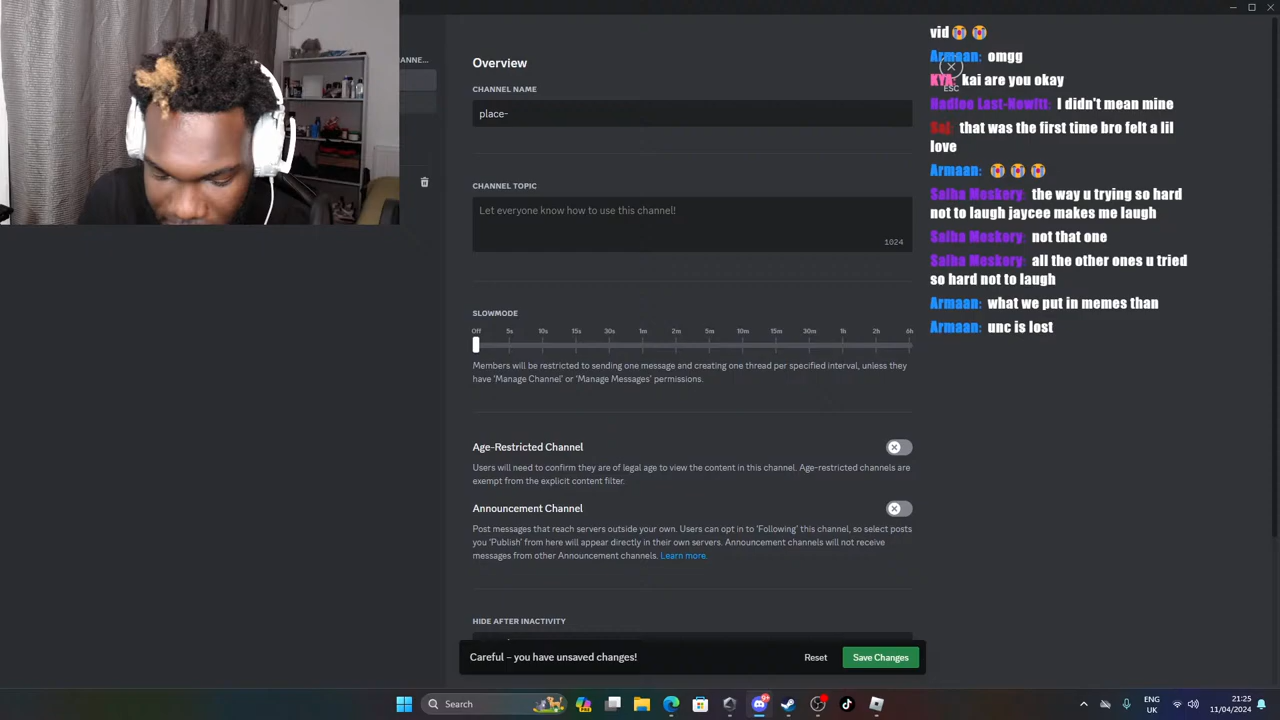 ANNE...
Overview
CHANNEL NAME
place-
CHANNEL TOPIC
Let everyone know how to use this channel!
1024
SLOWMODE
Off 5s 10s 15s 30s 1m 2m 5m 10m 15m 30m 1h 2h 6h
Members will be restricted to sending one message and creating one thread per specified interval, unless they
have 'Manage Channel' or 'Manage Messages' permissions.
Age-Restricted Channel
Users will need to confirm they are of legal age to view the content in this channel. Age-restricted channels are
exempt from the explicit content filter.
Announcement Channel
Post messages that reach servers outside your own. Users can opt in to 'Following' this channel, so select posts
you 'Publish' from here will appear directly in their own servers. Announcement channels will not receive
messages from other Announcement channels. Learn more.
HIDE AFTER INACTIVITY
Careful – you have unsaved changes!
Reset
Save Changes
vid 😭 😭
Armaan: omgg
ESC
KYA: kai are you okay
Hadlee Last-Newitt: I didn't mean mine
that was the first time bro felt a lil
love
Armaan: 😭 😭 😭
Saiha Meskery: the way u trying so hard
not to laugh jaycee makes me laugh
Saiha Meskery: not that one
Saiha Meskery: all the other ones u tried
so hard not to laugh
Armaan: what we put in memes than
Armaan: unc is lost
Search
9+
ENG
UK
21:25
11/04/2024